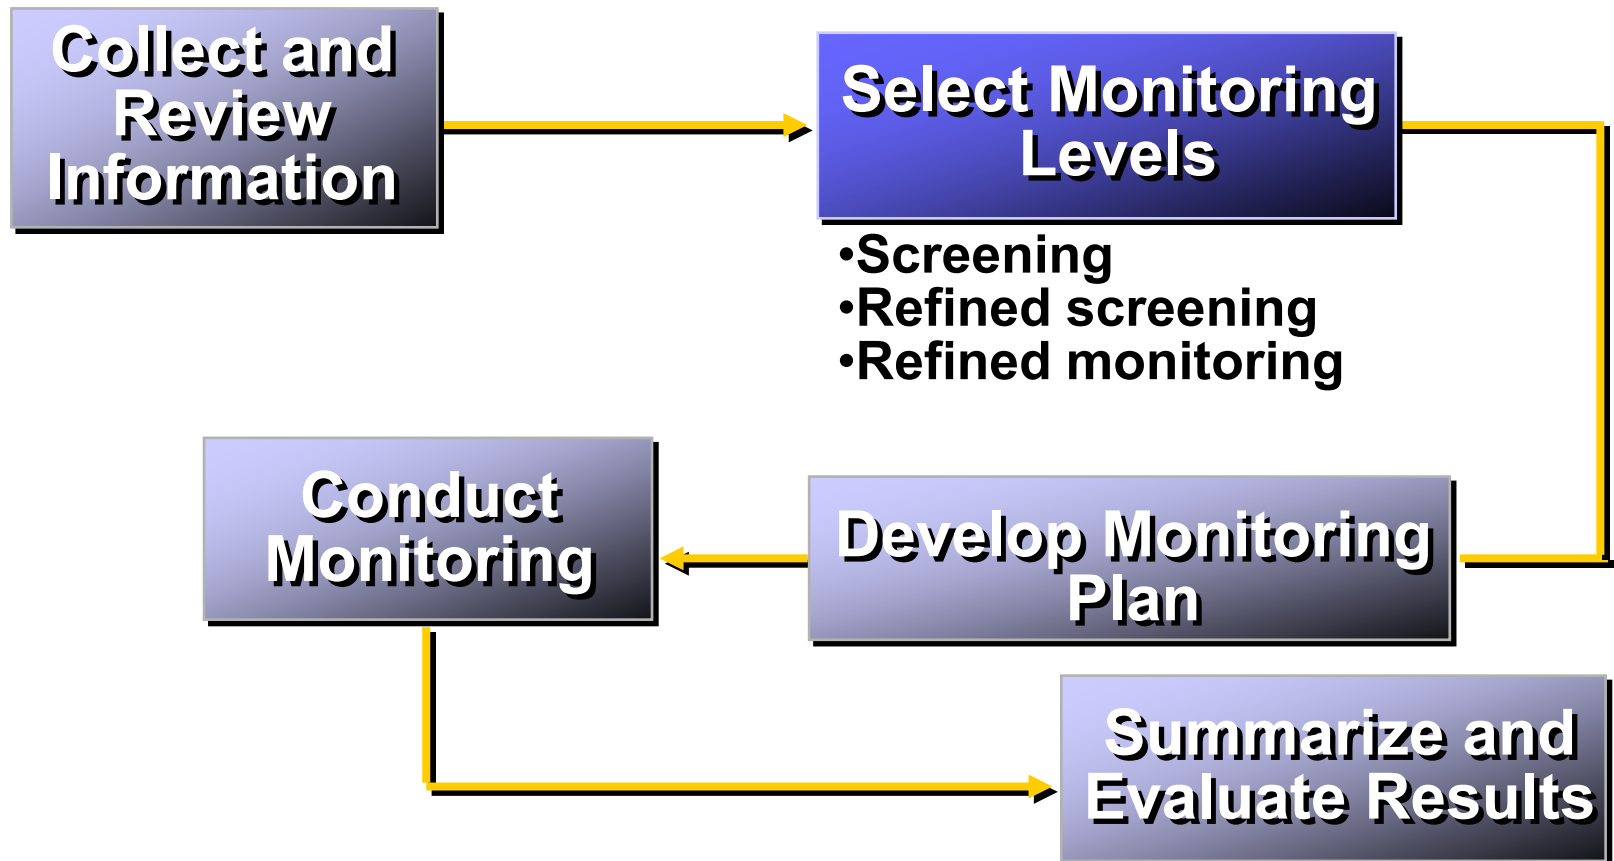 Collect and
Review
Information
Select Monitoring
Levels
•Screening
•Refined screening
•Refined monitoring
Conduct
Monitoring
Develop Monitoring
Plan
Summarize and
Evaluate Results